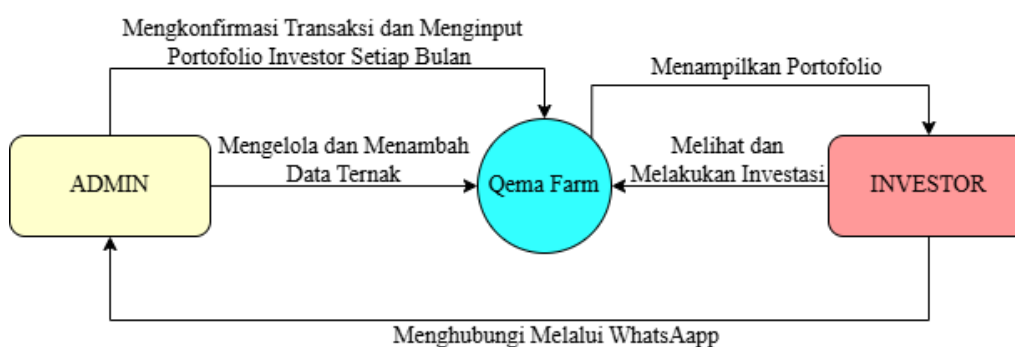 Mengkonfirmasi Transaksi dan Menginput
Portofolio Investor Setiap Bulan
Menampilkan Portofolio
Mengelola dan Menambah
Data Ternak
Melihat dan
Melakukan Investasi
ADMIN
Qema Farm
INVESTOR
Menghubungi Melalui WhatsAapp